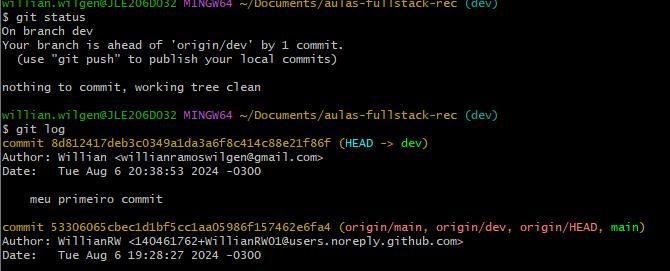 willian.wilgen@JLE206D032 MINGW64 ~/Documents/aulas-fullstack-rec (dev)
$ git status
On branch dev
Your branch is ahead of 'origin/dev' by 1 commit.
  (use "git push" to publish your local commits)

nothing to commit, working tree clean

willian.wilgen@JLE206D032 MINGW64 ~/Documents/aulas-fullstack-rec (dev)
$ git log
commit 8d812417deb3c0349a1da3a6f8c414c88e21f86f (HEAD -> dev)
Author: Willian <willianramoswilgen@gmail.com>
Date:   Tue Aug 6 20:38:53 2024 -0300

    meu primeiro commit

commit 53306065cbec1d1bf5cc1aa05986f157462e6fa4 (origin/main, origin/dev, origin/HEAD, main)
Author: WillianRW <140461762+WillianRW01@users.noreply.github.com>
Date:   Tue Aug 6 19:28:27 2024 -0300